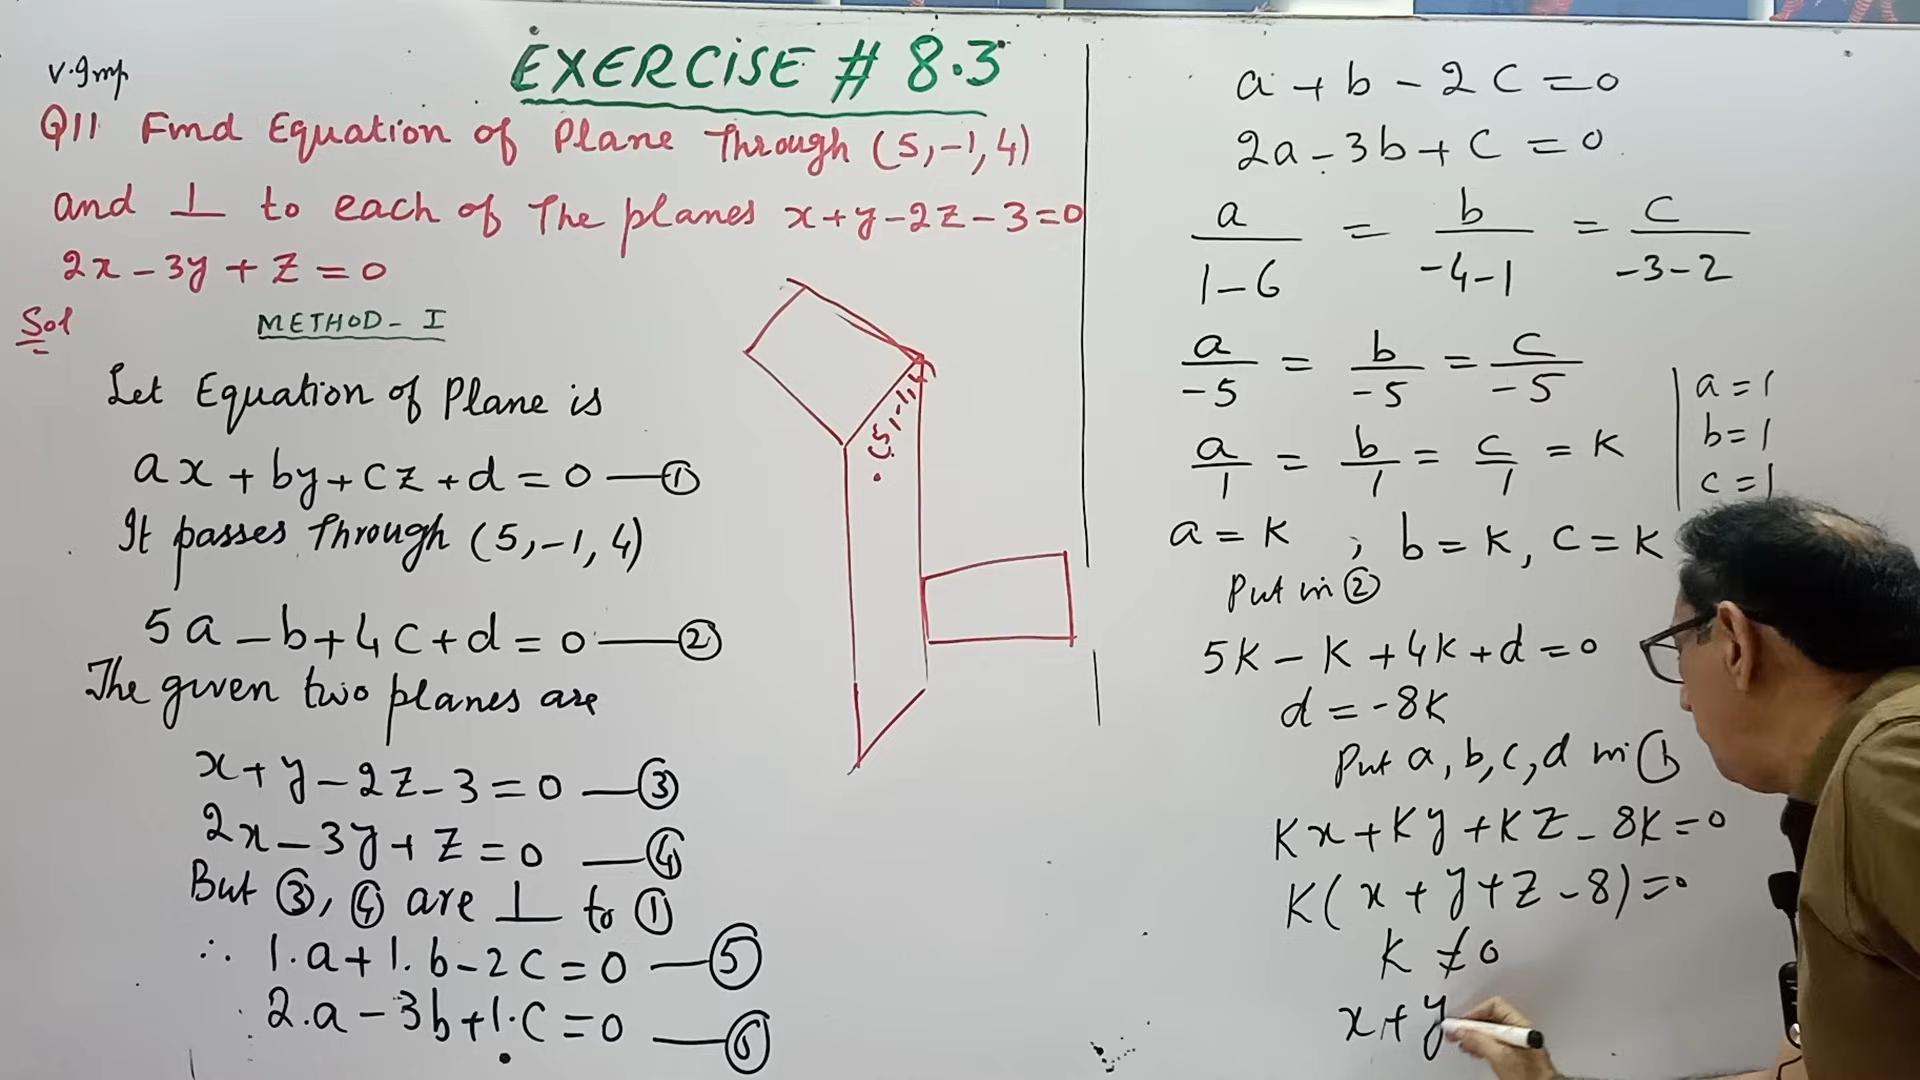 EXERCISE # 8.3
V.Imp
Q11 Find Equation of Plane Through (5,-1,4)
and ⊥ to each of The planes x+y-2z-3=0
2x-3y+z=0
Sol
METHOD-I
Let Equation of Plane is
ax+by+cz+d=0 —①
It passes Through (5,-1,4)
5a-b+4c+d=0 —②
The given two planes are
x+y-2z-3=0 —③
2x-3y+z=0 —④
But ③, ④ are ⊥ to ①
∴ 1.a+1.b-2c=0 —⑤
2.a-3b+1.c=0 —⑥
(5,-1,4)
a+b-2c=0
2a-3b+c=0
a/1-6 = b/-4-1 = c/-3-2
a/-5 = b/-5 = c/-5
a/1 = b/1 = c/1 = K
a=1
b=1
c=1
a=K, b=K, c=K
Put in ②
5K-K+4K+d=0
d=-8K
Put a,b,c,d in ①
Kx+Ky+Kz-8K=0
K(x+y+z-8)=0
K≠0
x+y